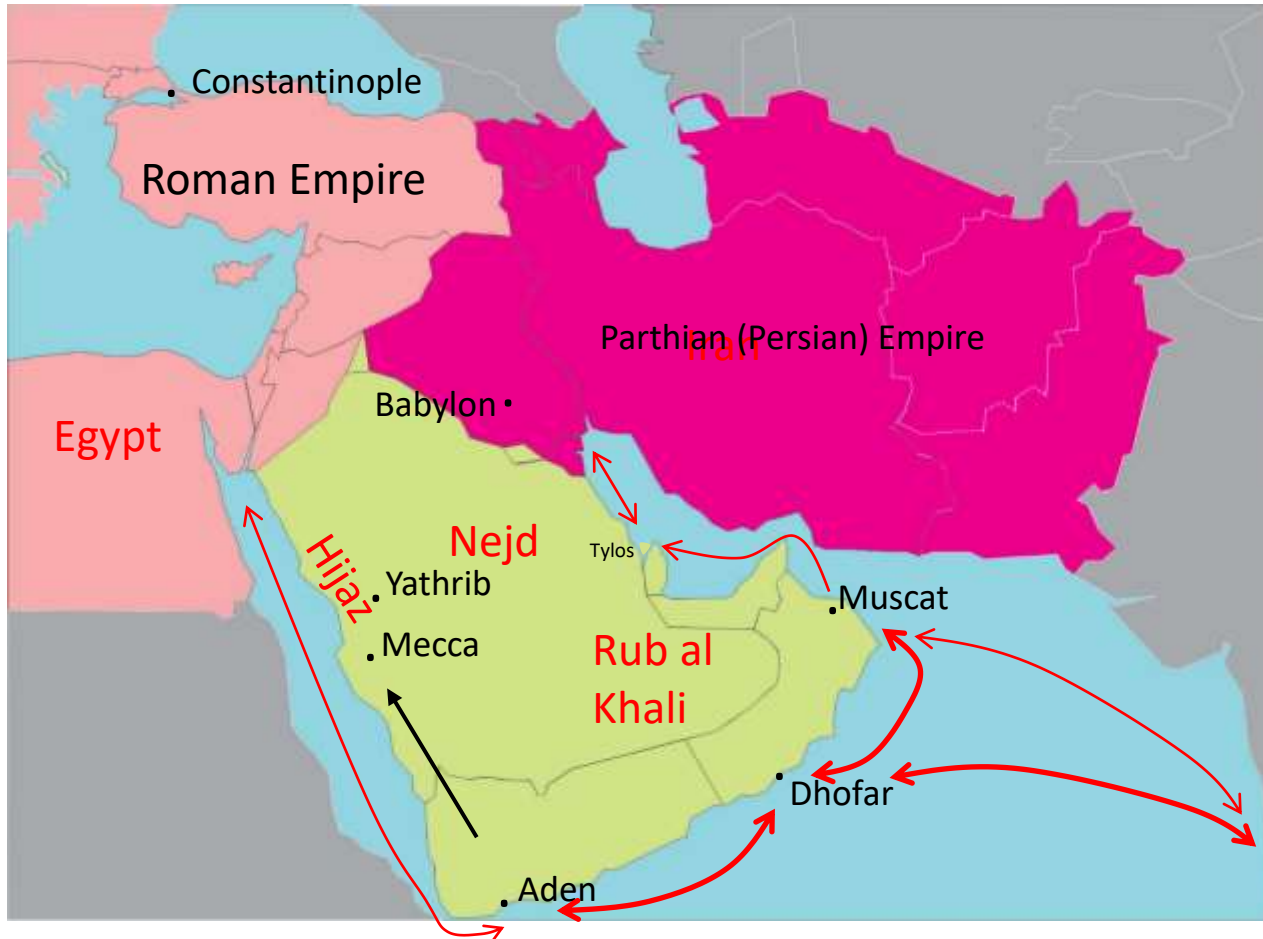 Constantinople
Roman Empire
Parthian (Persian) Empire
Iran
Babylon
Egypt
Nejd
Tylos
Hijaz
Yathrib
Muscat
Mecca
Rub al
Khali
Dhofar
Aden